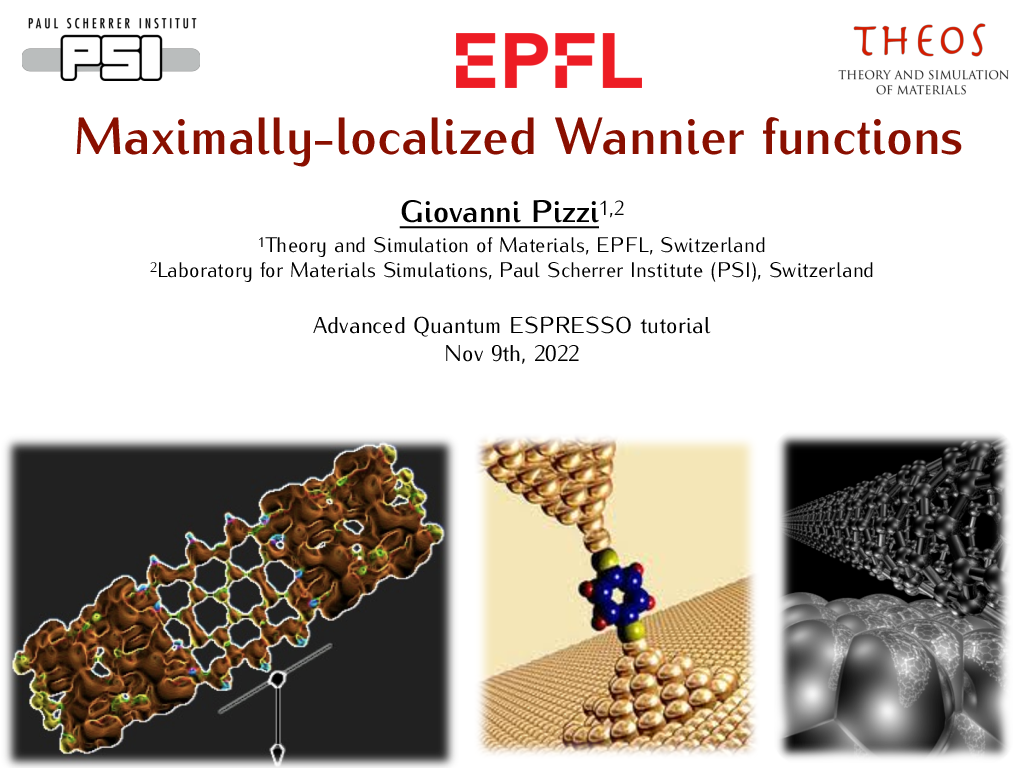 PAUL SCHERRER INSTITUT
PSI
EPFL
THEOS
THEORY AND SIMULATION
OF MATERIALS
Maximally-localized Wannier functions
Giovanni Pizzi1,2
1Theory and Simulation of Materials, EPFL, Switzerland
2Laboratory for Materials Simulations, Paul Scherrer Institute (PSI), Switzerland
Advanced Quantum ESPRESSO tutorial
Nov 9th, 2022